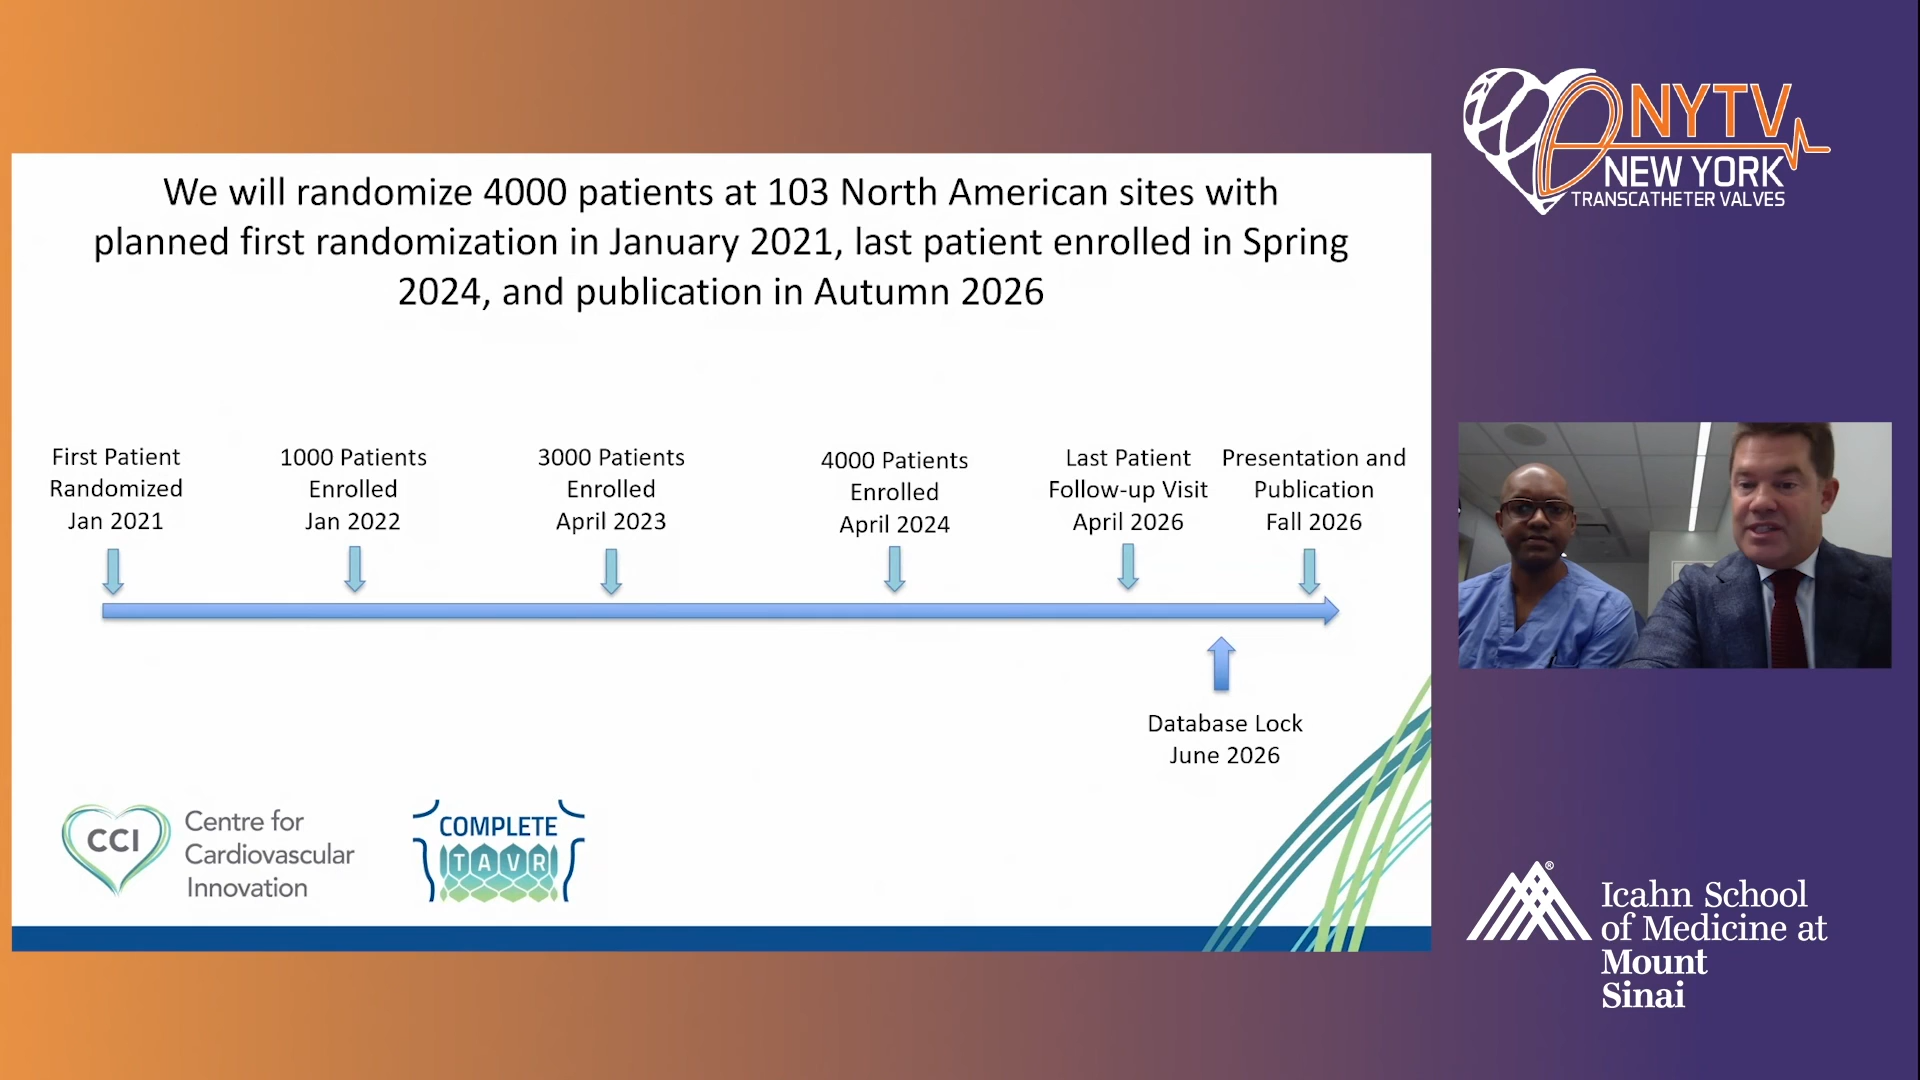 We will randomize 4000 patients at 103 North American sites with
planned first randomization in January 2021, last patient enrolled in Spring
2024, and publication in Autumn 2026
First Patient
Randomized
Jan 2021
1000 Patients
Enrolled
Jan 2022
3000 Patients
Enrolled
April 2023
4000 Patients
Enrolled
April 2024
Last Patient
Follow-up Visit
April 2026
Presentation and
Publication
Fall 2026
Database Lock
June 2026
CCI
Centre for
Cardiovascular
Innovation
COMPLETE
TAVR
NYTV
NEW YORK
TRANSCATHETER VALVES
®
Icahn School
of Medicine at
Mount
Sinai